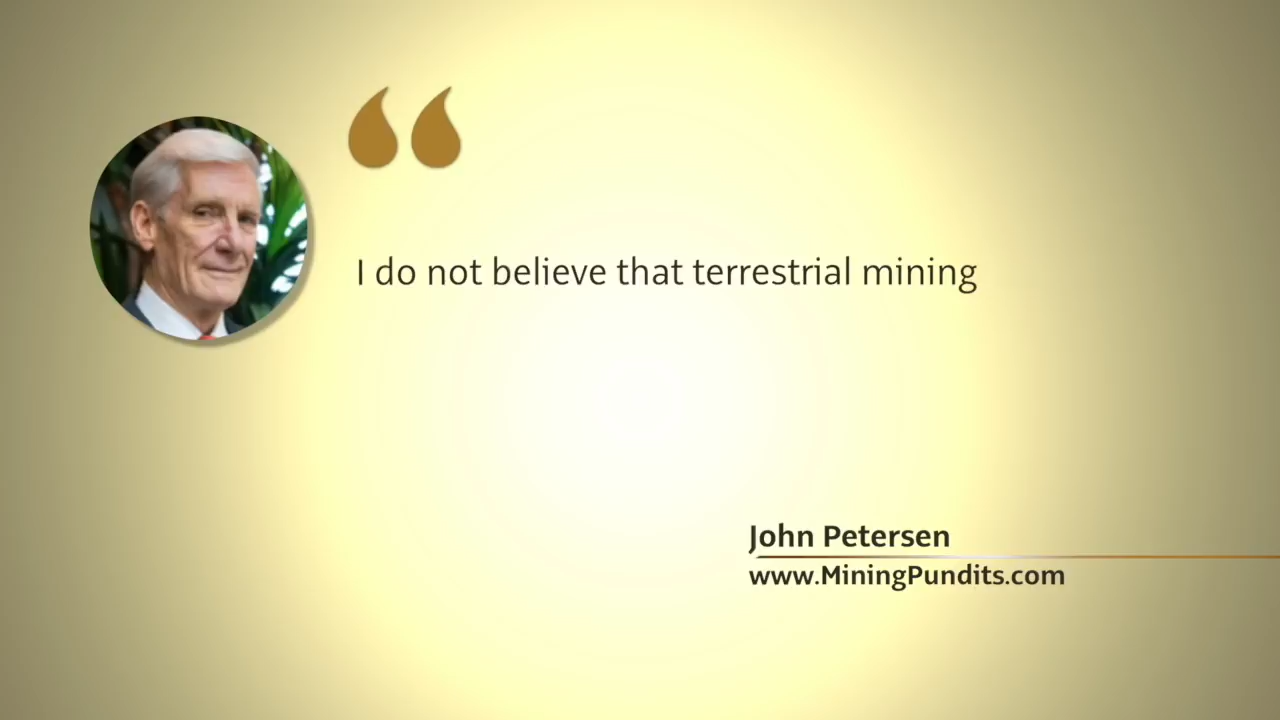 “
I do not believe that terrestrial mining
John Petersen
www.MiningPundits.com